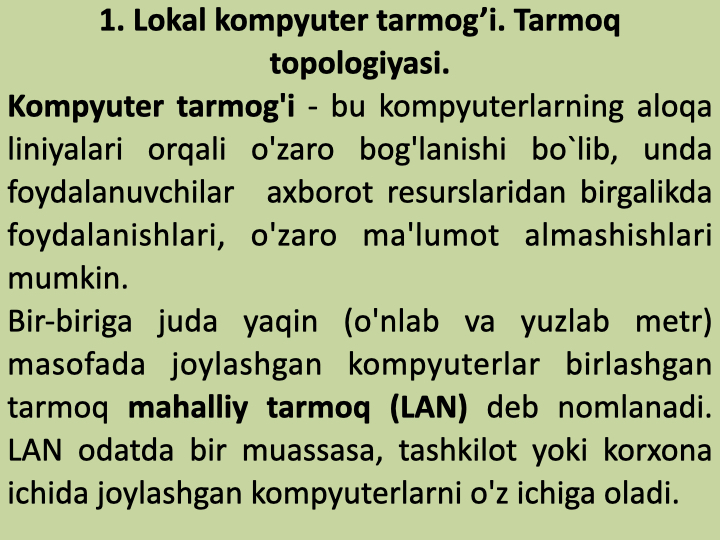 1. Lokal kompyuter tarmog’i. Tarmoq
topologiyasi.
Kompyuter tarmog'i - bu kompyuterlarning aloqa
liniyalari orqali o'zaro bog'lanishi bo`lib, unda
foydalanuvchilar axborot resurslaridan birgalikda
foydalanishlari, o'zaro ma'lumot almashishlari
mumkin.
Bir-biriga juda yaqin (o'nlab va yuzlab metr)
masofada joylashgan kompyuterlar birlashgan
tarmoq mahalliy tarmoq (LAN) deb nomlanadi.
LAN odatda bir muassasa, tashkilot yoki korxona
ichida joylashgan kompyuterlarni o'z ichiga oladi.